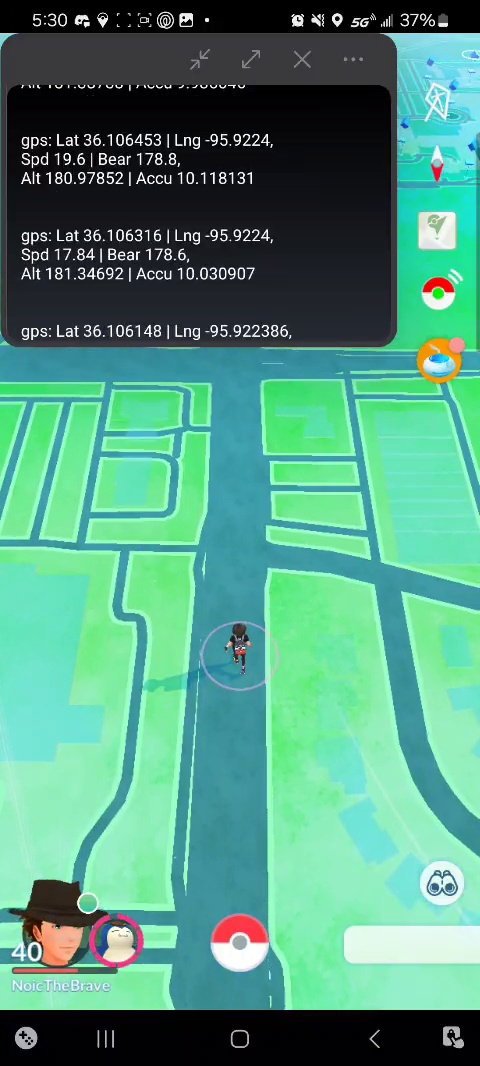 5:30
5G
37%
gps: Lat 36.106453 | Lng -95.9224,
Spd 19.6 | Bear 178.8,
Alt 180.97852 | Accu 10.118131
gps: Lat 36.106316 | Lng -95.9224,
Spd 17.84 | Bear 178.6,
Alt 181.34692 | Accu 10.030907
gps: Lat 36.106148 | Lng -95.922386,
40
NoicTheBrave